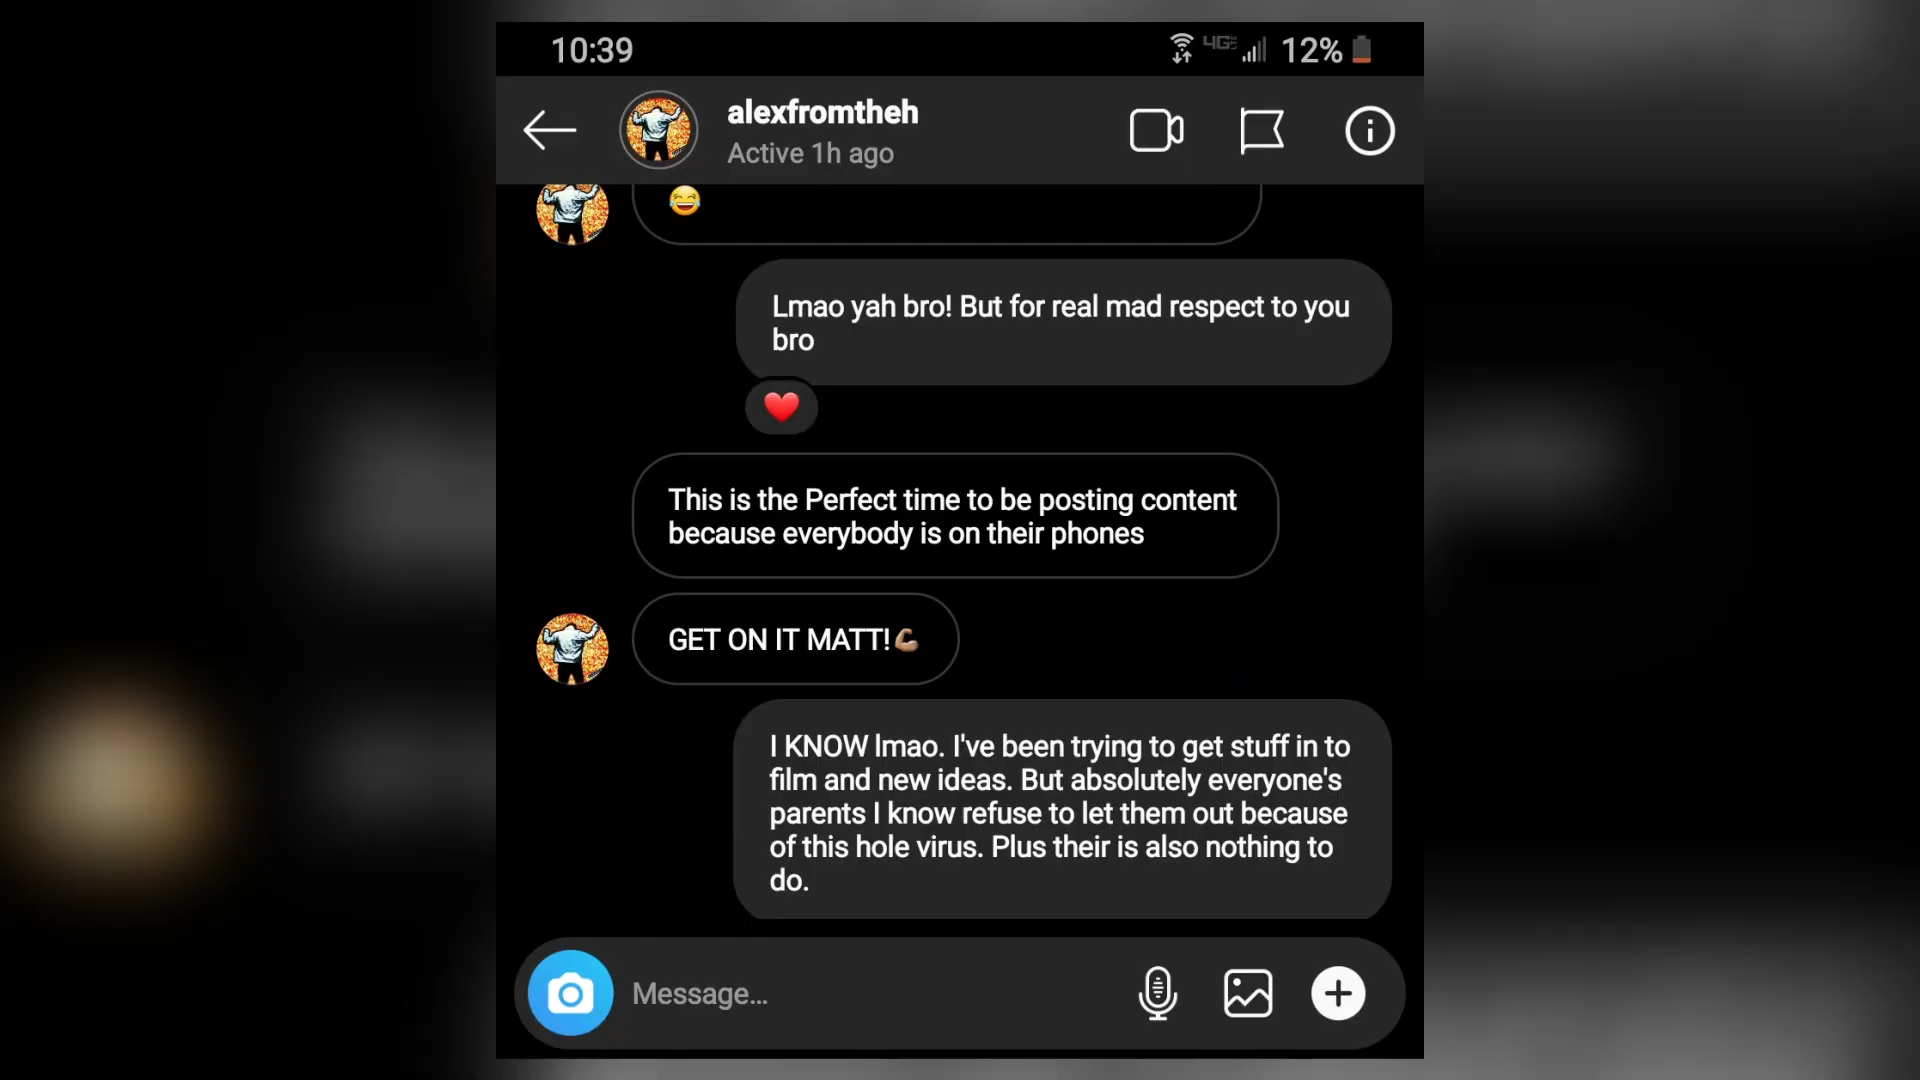 10:39
4G 12%
alexfromtheh
Active 1h ago
😂
Lmao yah bro! But for real mad respect to you
bro
❤️
This is the Perfect time to be posting content
because everybody is on their phones
GET ON IT MATT!💪🏽
I KNOW lmao. I've been trying to get stuff in to
film and new ideas. But absolutely everyone's
parents I know refuse to let them out because
of this hole virus. Plus their is also nothing to
do.
Message...